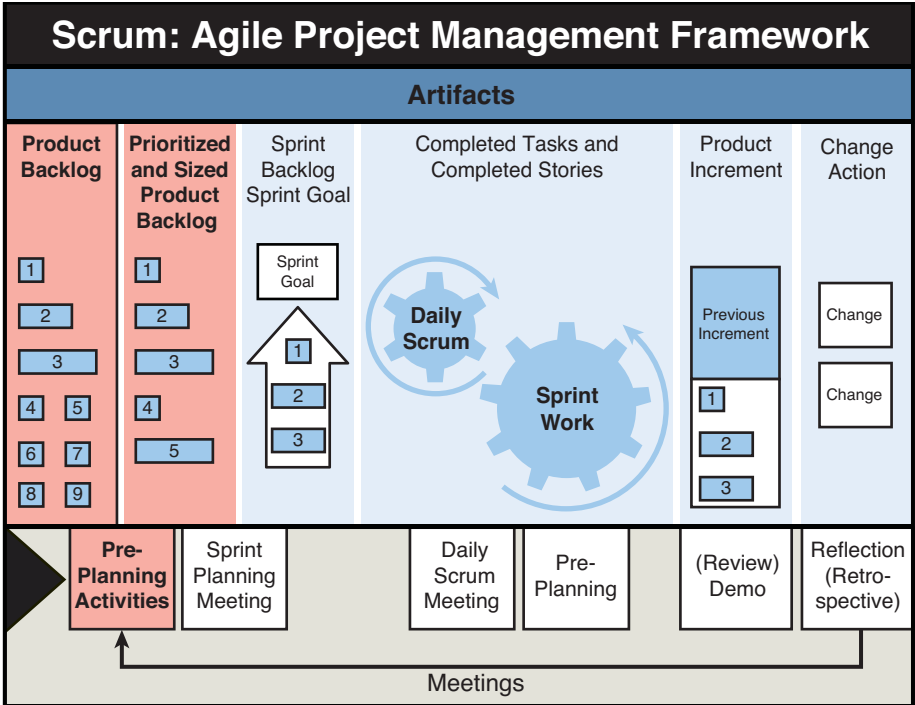 Scrum: Agile Project Management Framework
Artifacts
Product
Backlog
1
2
3
4 5
6 7
8 9
Prioritized
and Sized
Product
Backlog
1
2
3
4
5
Sprint
Backlog
Sprint Goal
Sprint
Goal
1
2
3
Completed Tasks and
Completed Stories
Daily
Scrum
Sprint
Work
Product
Increment
Previous
Increment
1
2
3
Change
Action
Change
Change
Pre-
Planning
Activities
Sprint
Planning
Meeting
Daily
Scrum
Meeting
Pre-
Planning
(Review)
Demo
Reflection
(Retro-
spective)
Meetings